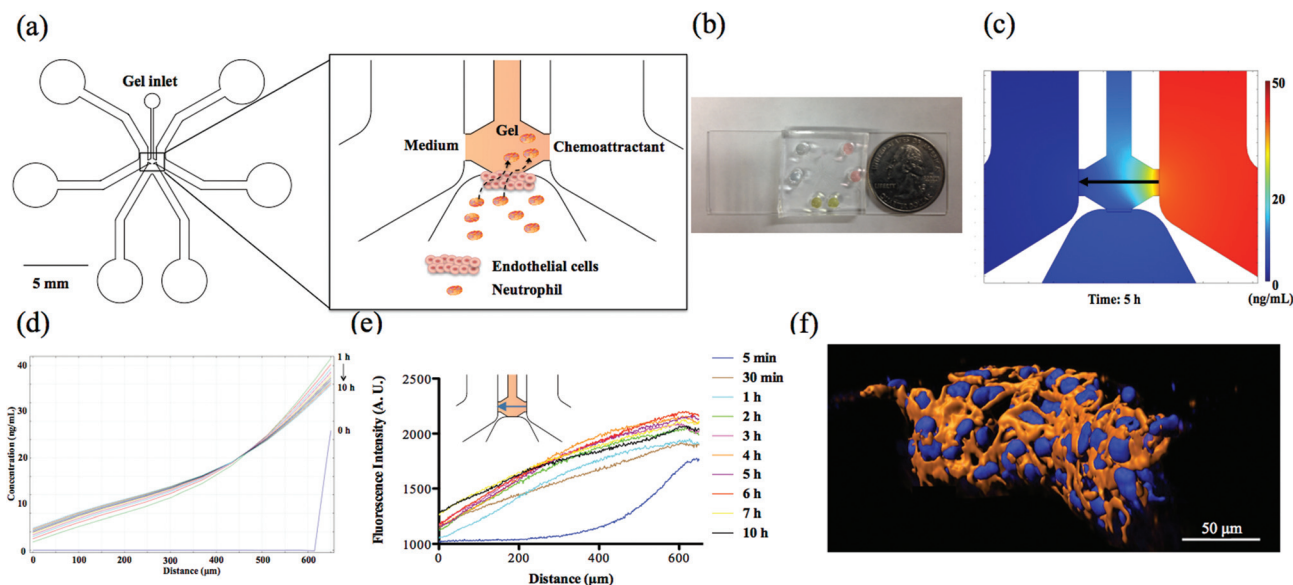 (a)
Gel inlet
5 mm
Medium
Gel
Chemoattractant
Endothelial cells
Neutrophil
(b)
(c)
50
20
0
(ng/mL)
Time: 5 h
(d)
40
30
20
10
0
Concentration (ng/mL)
0 100 200 300 400 500 600
Distance (µm)
1 h
10 h
0 h
(e)
2500
2000
1500
1000
Fluorescence Intensity (A. U.)
0 200 400 600
Distance (µm)
5 min
30 min
1 h
2 h
3 h
4 h
5 h
6 h
7 h
10 h
(f)
50 µm